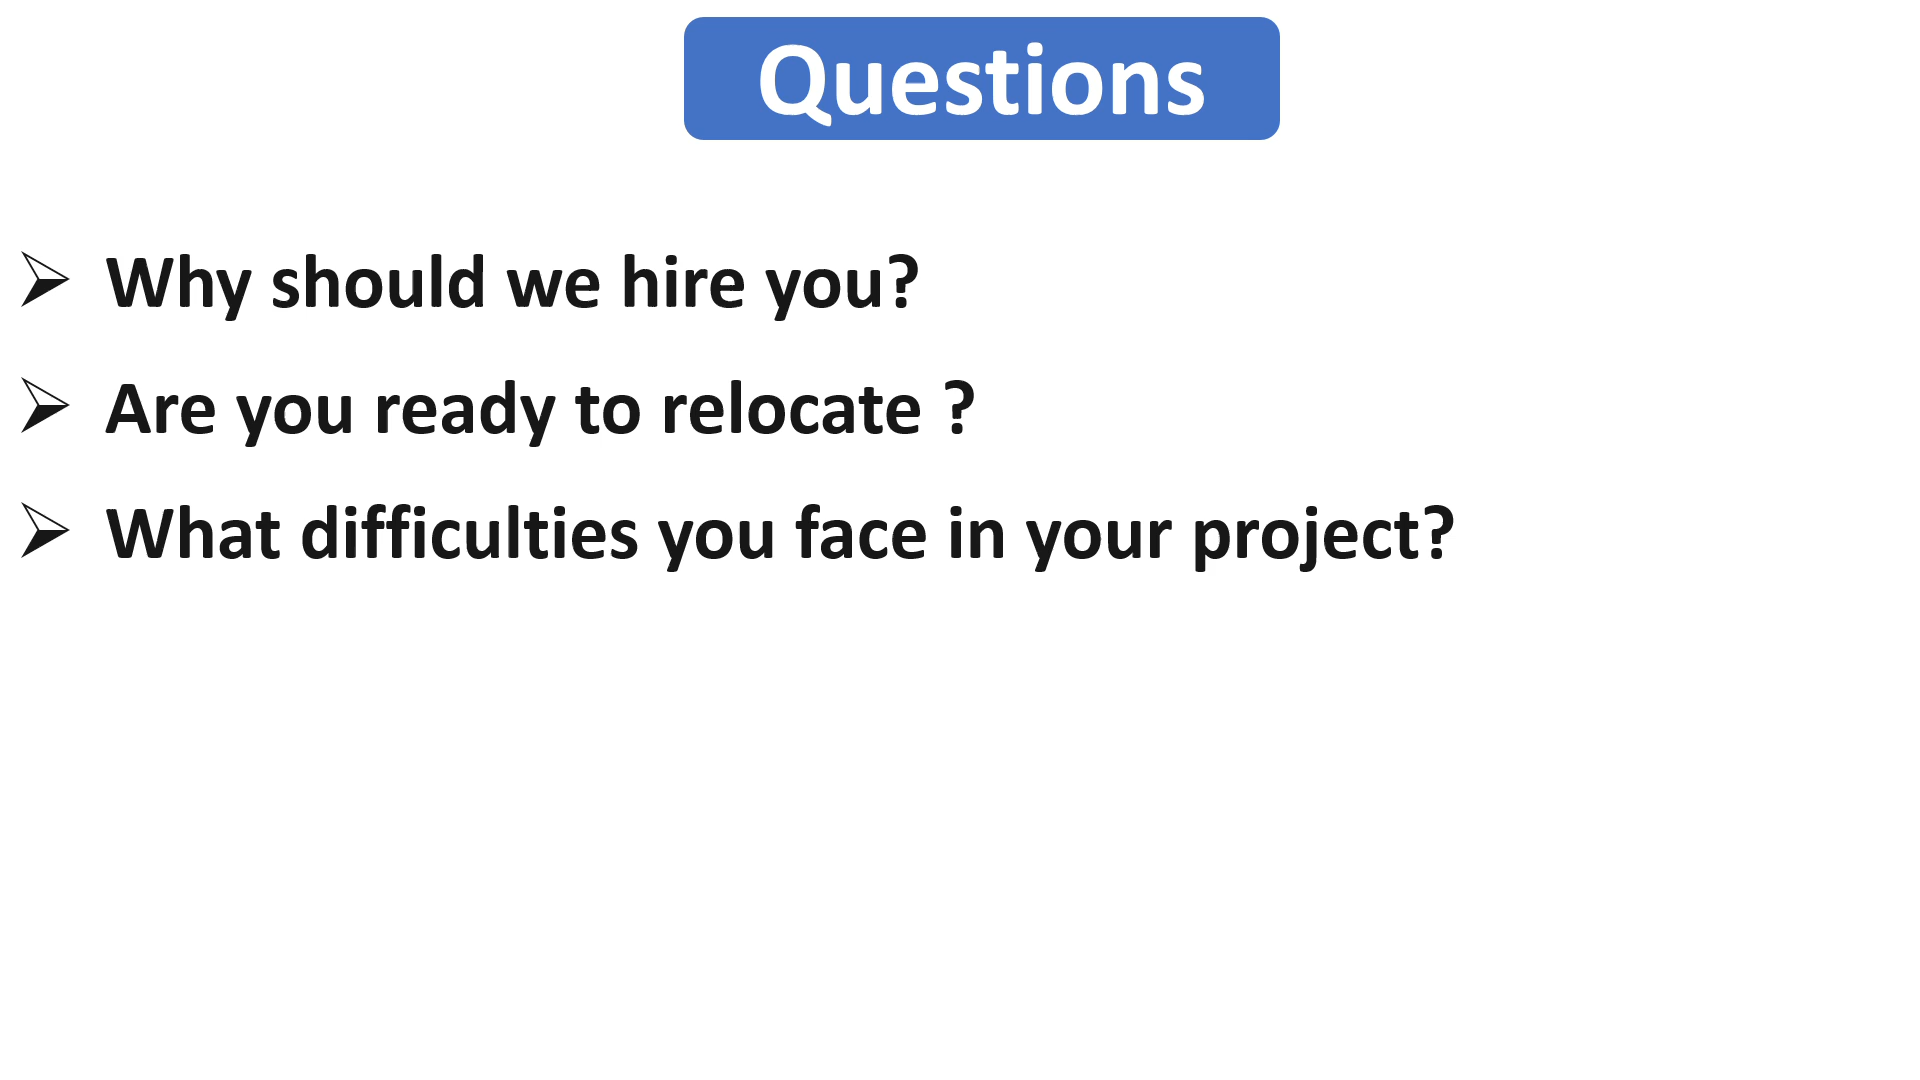 Questions
Why should we hire you?
Are you ready to relocate ?
What difficulties you face in your project?